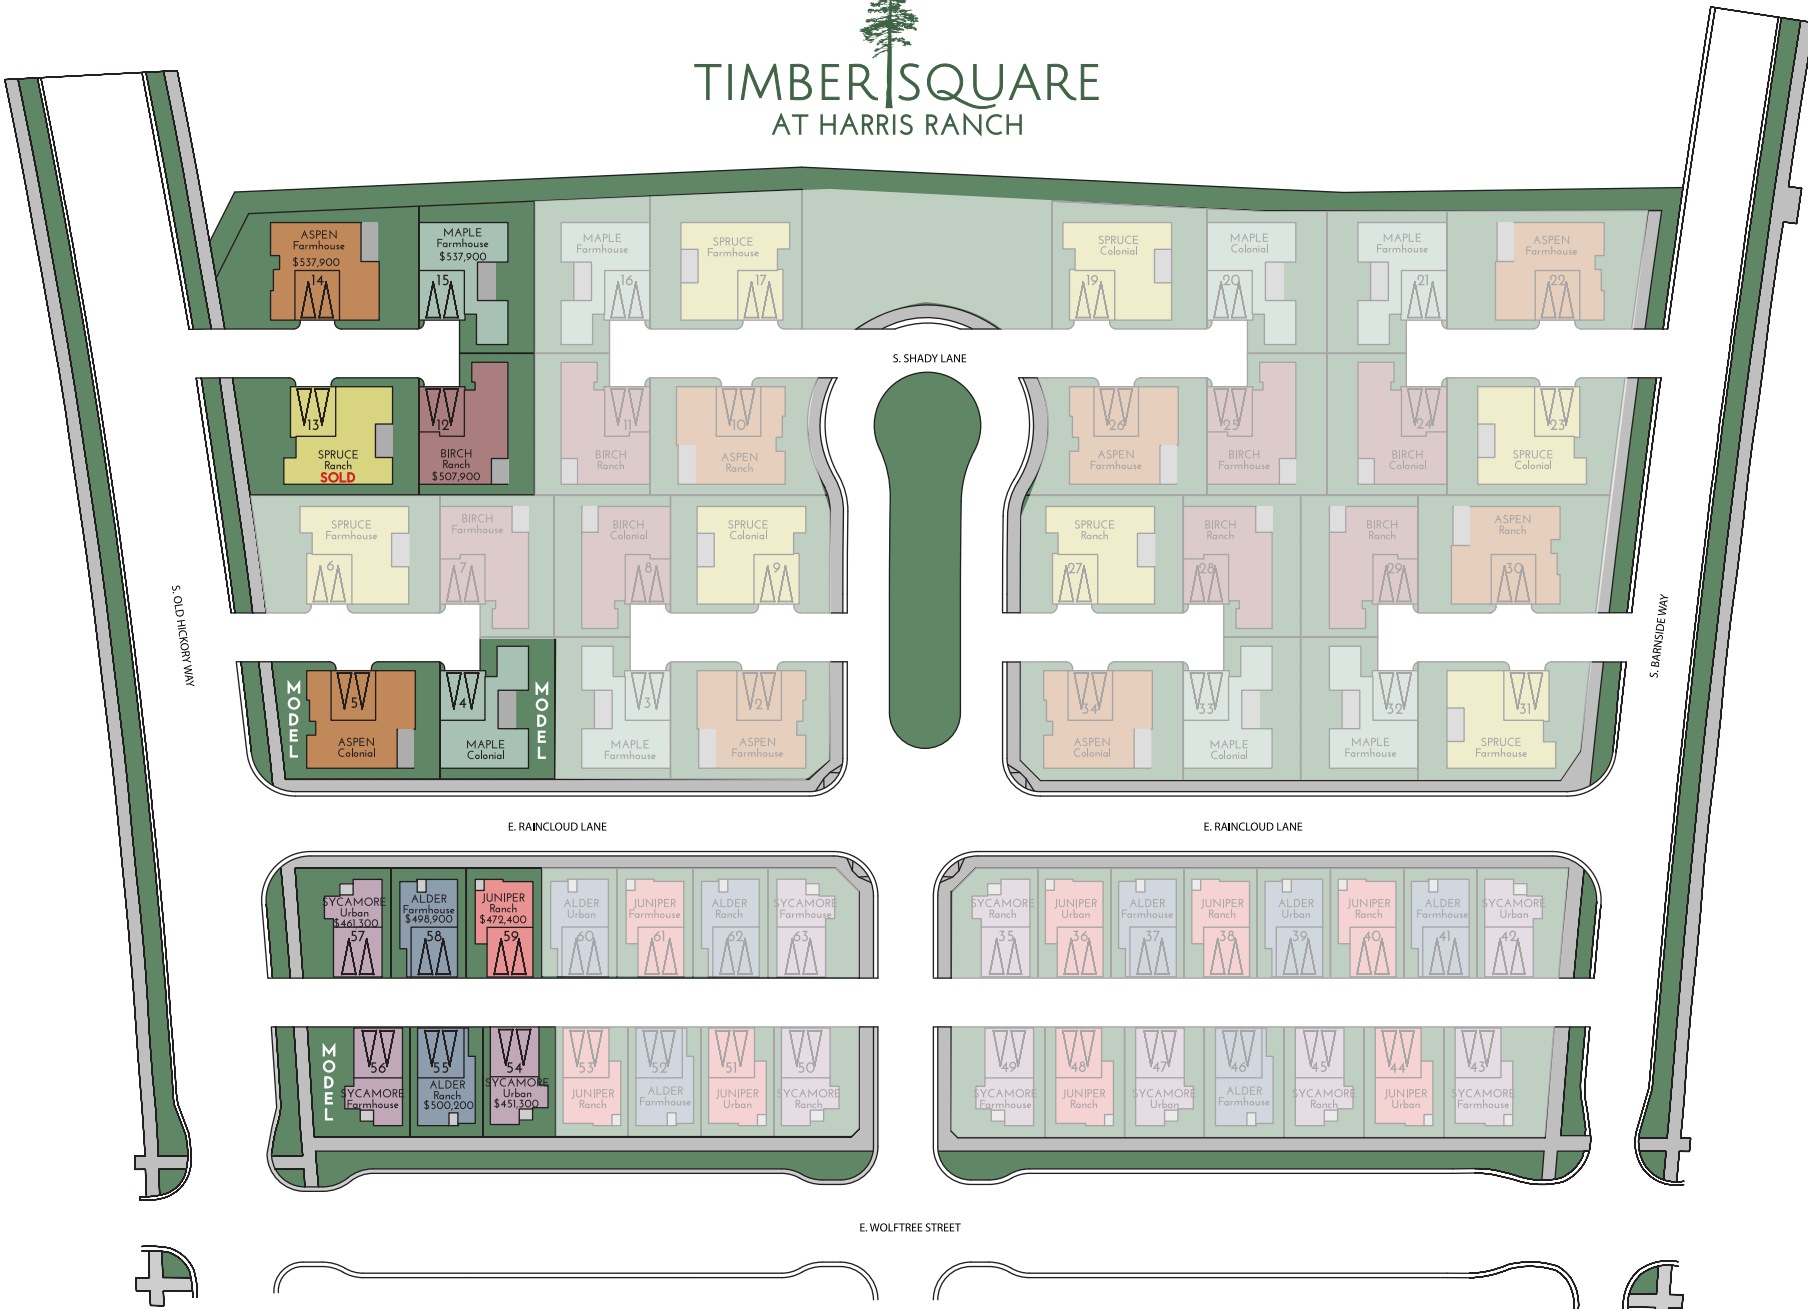 TIMBER SQUARE
AT HARRIS RANCH
ASPEN
Farmhouse
$537,900
14
MAPLE
Farmhouse
$537,900
15
MAPLE
Farmhouse
16
SPRUCE
Farmhouse
17
SPRUCE
Colonial
19
MAPLE
Colonial
20
MAPLE
Farmhouse
21
ASPEN
Farmhouse
22
S. SHADY LANE
13
SPRUCE
Ranch
SOLD
12
BIRCH
Ranch
$507,900
11
BIRCH
Ranch
10
ASPEN
Ranch
26
ASPEN
Farmhouse
25
BIRCH
Farmhouse
24
BIRCH
Colonial
23
SPRUCE
Colonial
SPRUCE
Farmhouse
6
BIRCH
Farmhouse
7
BIRCH
Colonial
8
SPRUCE
Colonial
9
SPRUCE
Ranch
27
BIRCH
Ranch
28
BIRCH
Ranch
29
ASPEN
Ranch
30
S. OLD HICKORY WAY
S. BARNSIDE WAY
MODEL
5
ASPEN
Colonial
4
MAPLE
Colonial
MODEL
3
MAPLE
Farmhouse
2
ASPEN
Farmhouse
34
ASPEN
Colonial
33
MAPLE
Colonial
32
MAPLE
Farmhouse
31
SPRUCE
Farmhouse
E. RAINCLOUD LANE
E. RAINCLOUD LANE
SYCAMORE
Urban
$461,300
57
ALDER
Farmhouse
$498,900
58
JUNIPER
Ranch
$472,400
59
ALDER
Urban
60
JUNIPER
Farmhouse
61
ALDER
Ranch
62
SYCAMORE
Farmhouse
63
SYCAMORE
Ranch
35
JUNIPER
Urban
36
ALDER
Farmhouse
37
JUNIPER
Ranch
38
ALDER
Urban
39
JUNIPER
Ranch
40
ALDER
Farmhouse
41
SYCAMORE
Urban
42
MODEL
56
SYCAMORE
Farmhouse
55
ALDER
Ranch
$500,200
54
SYCAMORE
Urban
$451,300
53
JUNIPER
Ranch
52
ALDER
Farmhouse
51
JUNIPER
Urban
50
SYCAMORE
Ranch
49
SYCAMORE
Farmhouse
48
JUNIPER
Ranch
47
SYCAMORE
Urban
46
ALDER
Farmhouse
45
SYCAMORE
Ranch
44
JUNIPER
Urban
43
SYCAMORE
Farmhouse
E. WOLFTREE STREET